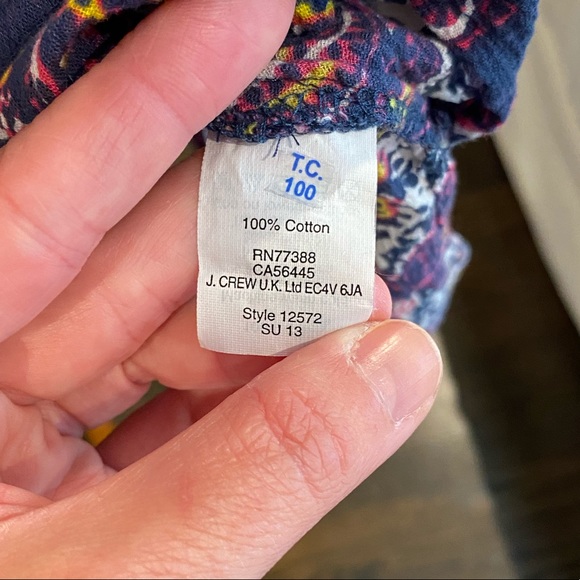 T.C.
100
100% Cotton
RN77388
CA56445
J. CREW U.K. Ltd EC4V 6JA
Style 12572
SU 13